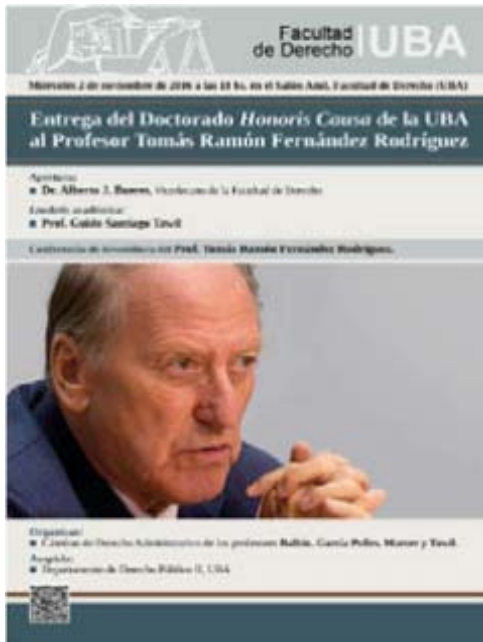 Facultad
de Derecho
UBA
Miércoles 2 de noviembre de 2016 a las 18 hs. en el Salón Azul, Facultad de Derecho (UBA)
Entrega del Doctorado Honoris Causa de la UBA
al Profesor Tomás Ramón Fernández Rodríguez
Apertura:
Dr. Alberto J. Bueres, Vicedecano de la Facultad de Derecho
Laudatio académica:
Prof. Guido Santiago Tawil
Conferencia de investidura del Prof. Tomás Ramón Fernández Rodríguez.
Organizan:
Cátedras de Derecho Administrativo de los profesores Balbín, García Pullés, Mairal y Tawil.
Auspicia:
Departamento de Derecho Público II, UBA